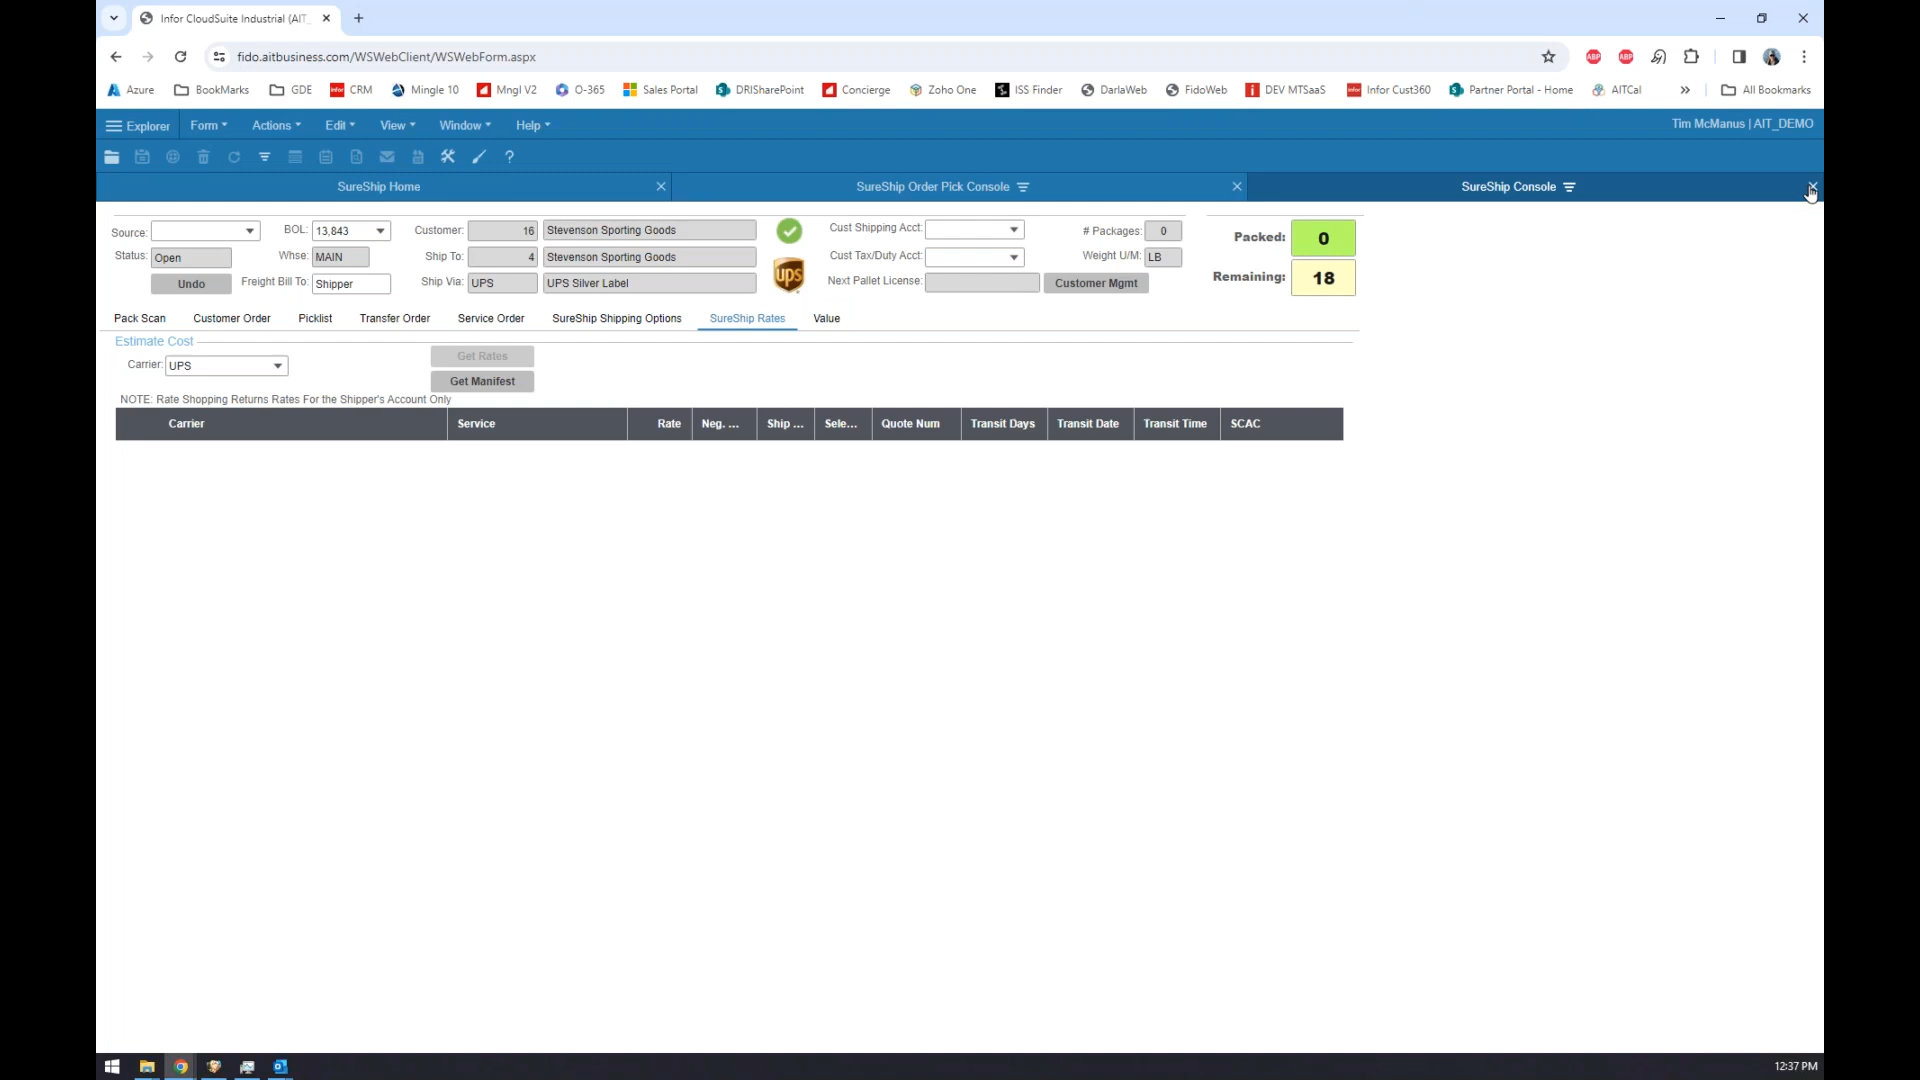 Infor CloudSuite Industrial (AIT_
fido.aitbusiness.com/WSWebClient/WSWebForm.aspx
ABP ABP
Azure BookMarks GDE infor CRM Mingle 10 Mngl V2 O-365 Sales Portal DRISharePoint Concierge Zoho One ISS Finder DarlaWeb FidoWeb DEV MTSaaS infor Infor Cust360 Partner Portal - Home AITCal » All Bookmarks
Explorer Form Actions Edit View Window Help Tim McManus | AIT_DEMO
SureShip Home SureShip Order Pick Console SureShip Console
Source: BOL: 13,843 Customer: 16 Stevenson Sporting Goods Cust Shipping Acct: # Packages: 0 Packed: 0
Status: Open Whse: MAIN Ship To: 4 Stevenson Sporting Goods Cust Tax/Duty Acct: Weight U/M: LB
Undo Freight Bill To: Shipper Ship Via: UPS UPS Silver Label ups Next Pallet License: Customer Mgmt Remaining: 18
Pack Scan Customer Order Picklist Transfer Order Service Order SureShip Shipping Options SureShip Rates Value
Estimate Cost
Carrier: UPS Get Rates
Get Manifest
NOTE: Rate Shopping Returns Rates For the Shipper's Account Only
Carrier Service Rate Neg. ... Ship ... Sele... Quote Num Transit Days Transit Date Transit Time SCAC
12:37 PM